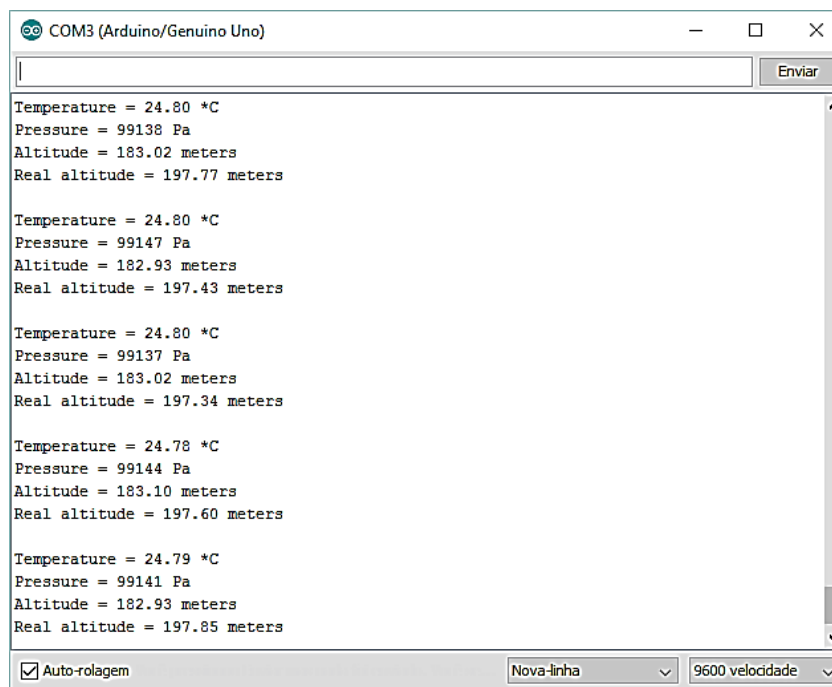 COM3 (Arduino/Genuino Uno)
Enviar
Temperature = 24.80 *C
Pressure = 99138 Pa
Altitude = 183.02 meters
Real altitude = 197.77 meters
Temperature = 24.80 *C
Pressure = 99147 Pa
Altitude = 182.93 meters
Real altitude = 197.43 meters
Temperature = 24.80 *C
Pressure = 99137 Pa
Altitude = 183.02 meters
Real altitude = 197.34 meters
Temperature = 24.78 *C
Pressure = 99144 Pa
Altitude = 183.10 meters
Real altitude = 197.60 meters
Temperature = 24.79 *C
Pressure = 99141 Pa
Altitude = 182.93 meters
Real altitude = 197.85 meters
Auto-rolagem Nova-linha 9600 velocidade